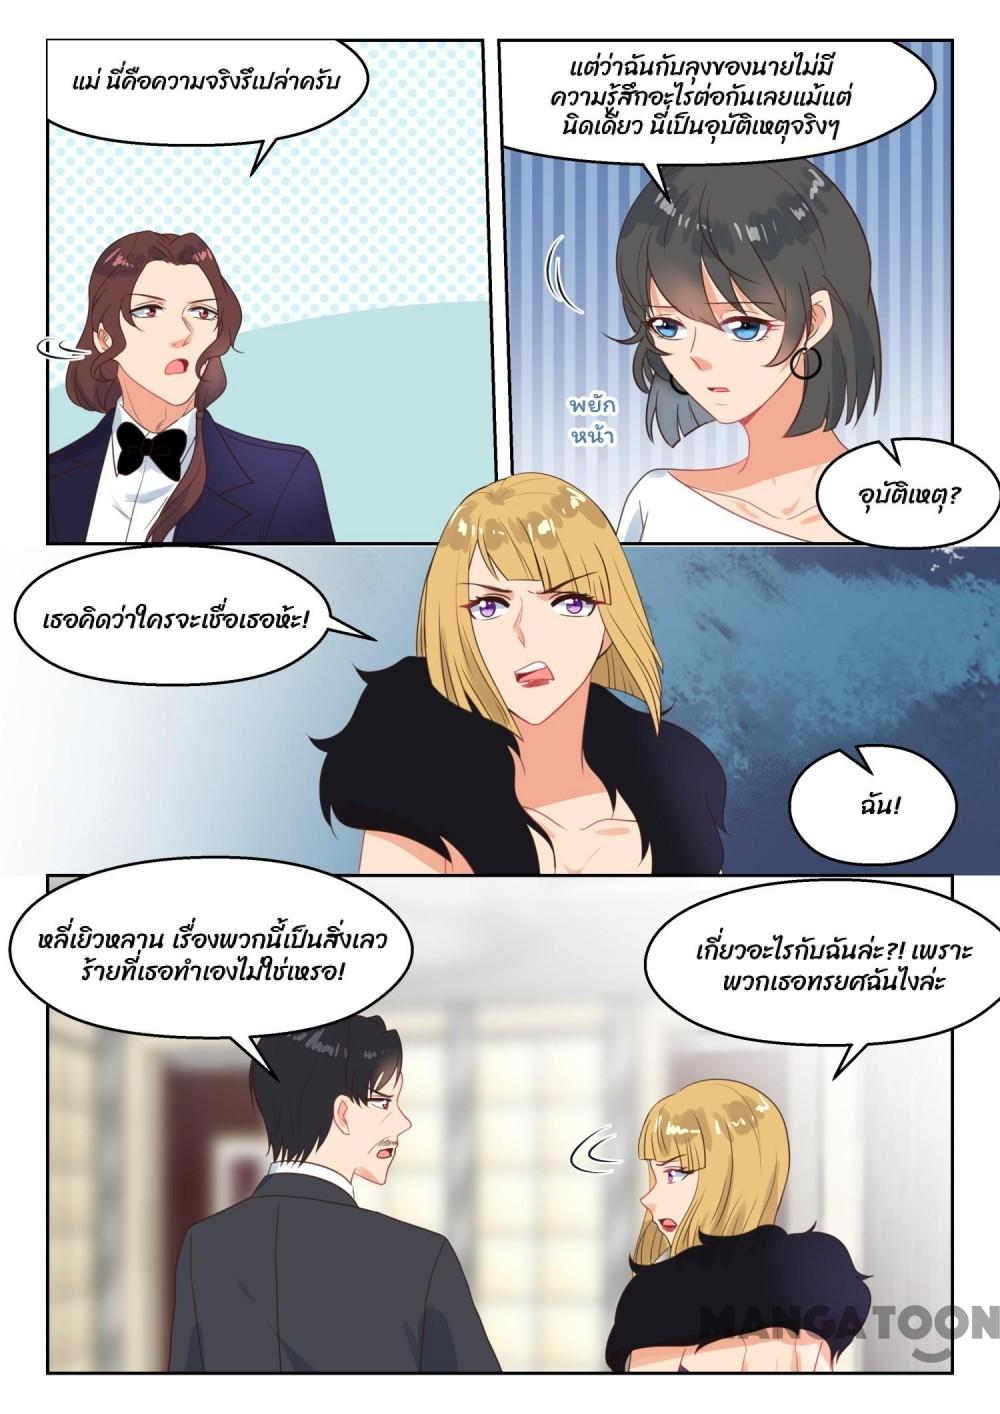 แม่ นี่คือความจริงรึเปล่าครับ
แต่ว่าฉันกับลุงของนายไม่มี
ความรู้สึกอะไรต่อกันเลยแม้แต่
นิดเดียว นี่เป็นอุบัติเหตุจริงๆ
พยัก
หน้า
อุบัติเหตุ?
เธอคิดว่าใครจะเชื่อเธอห้ะ!
ฉัน!
หลี่เยิวหลาน เรื่องพวกนี้เป็นสิ่งเลว
ร้ายที่เธอทำเองไม่ใช่เหรอ!
เกี่ยวอะไรกับฉันล่ะ?! เพราะ
พวกเธอทรยศฉันไงล่ะ
MANGATOON